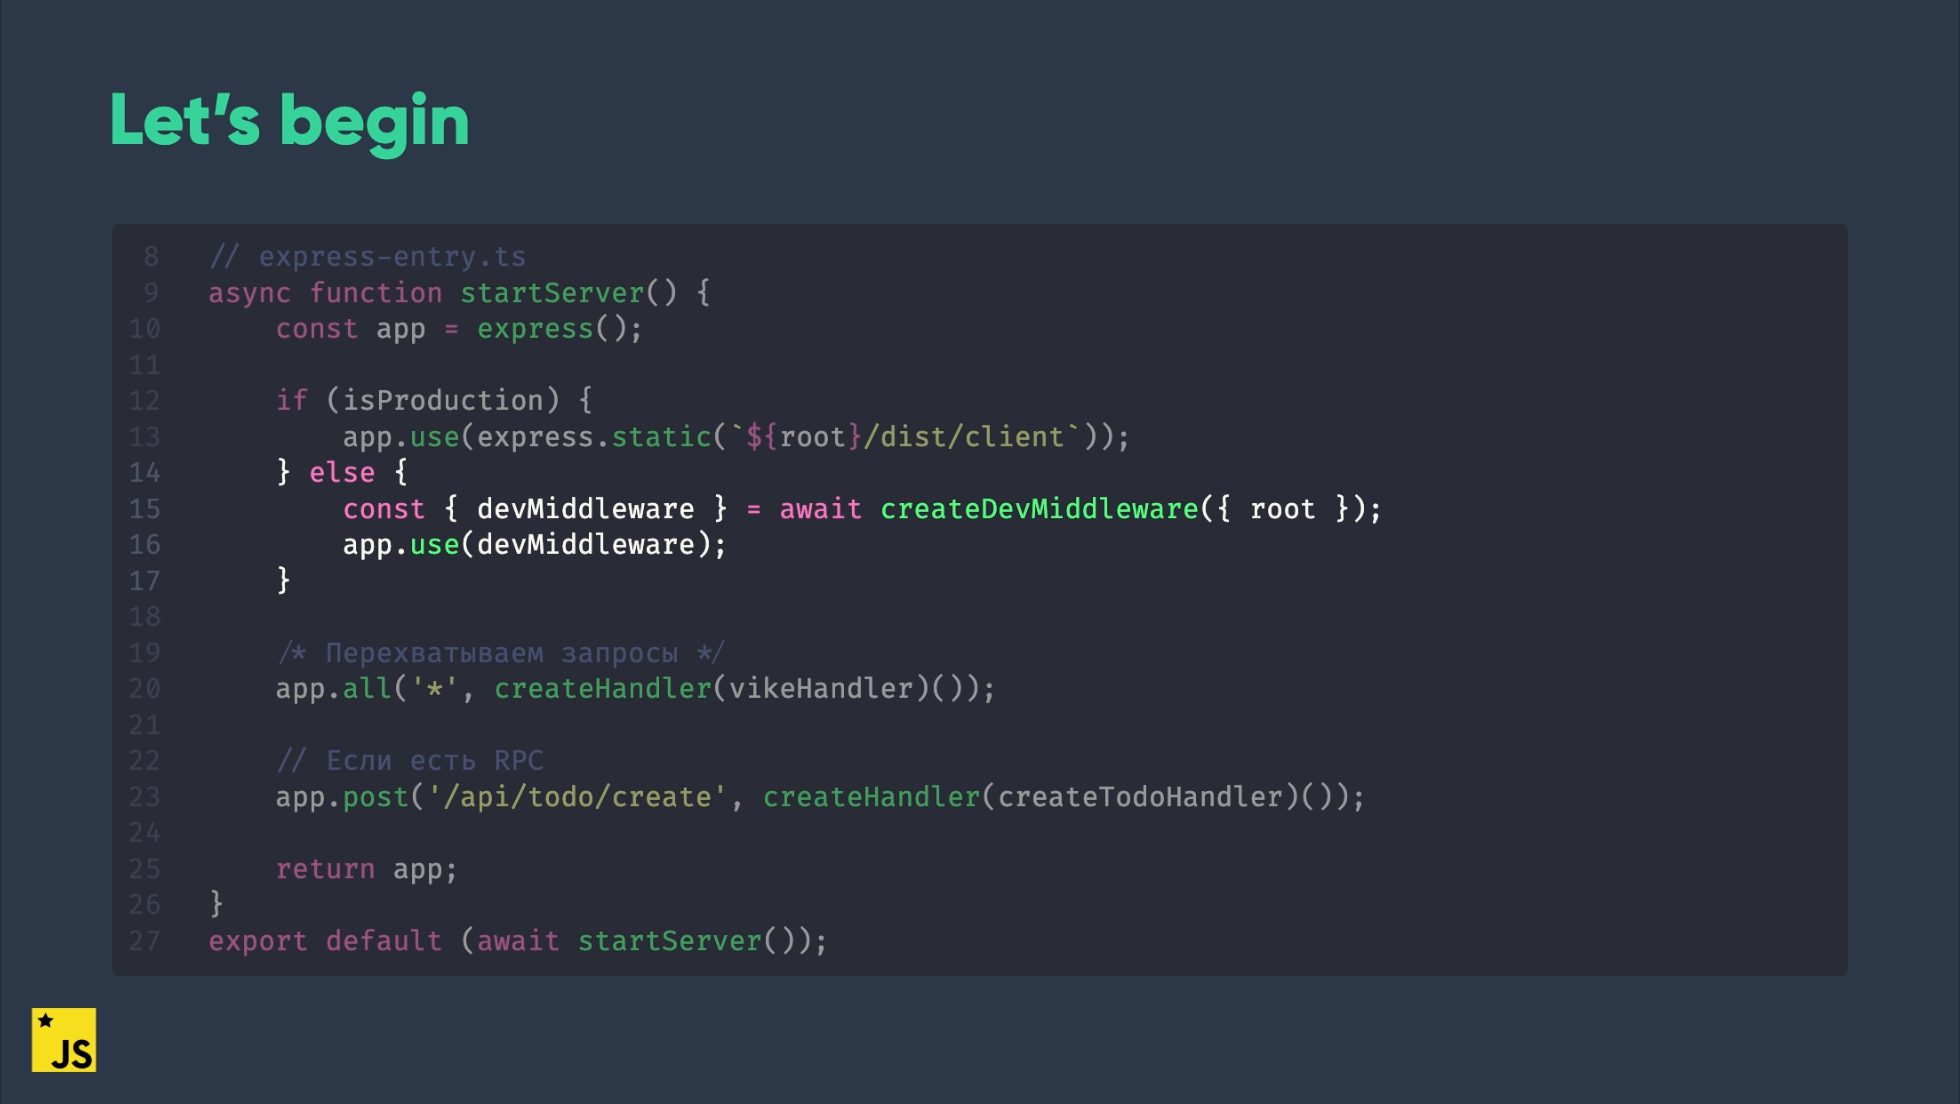 Let’s begin
8 // express-entry.ts
9 async function startServer() {
10 const app = express();
11
12 if (isProduction) {
13 app.use(express.static(`${root}/dist/client`));
14 } else {
15 const { devMiddleware } = await createDevMiddleware({ root });
16 app.use(devMiddleware);
17 }
18
19 /* Перехватываем запросы */
20 app.all('*', createHandler(vikeHandler)());
21
22 // Если есть RPC
23 app.post('/api/todo/create', createHandler(createTodoHandler)());
24
25 return app;
26 }
27 export default (await startServer());
JS